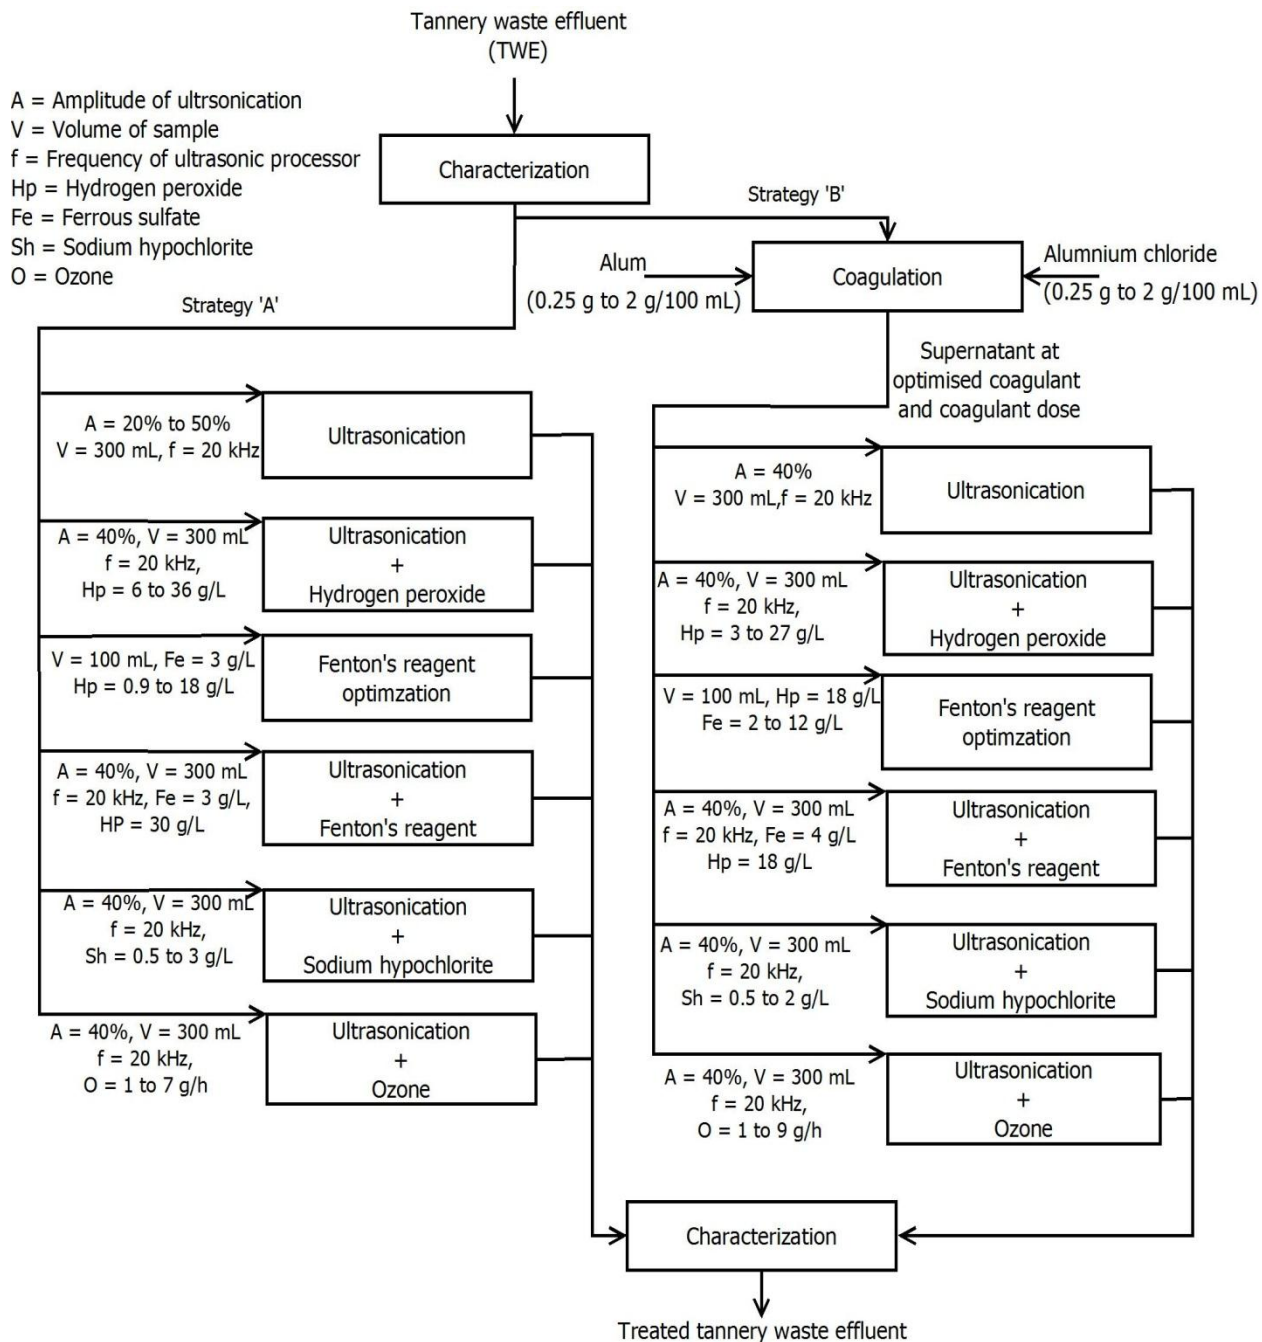 Tannery waste effluent
(TWE)
A = Amplitude of ultrsonication
V = Volume of sample
f = Frequency of ultrasonic processor
Hp = Hydrogen peroxide
Fe = Ferrous sulfate
Sh = Sodium hypochlorite
O = Ozone
Characterization
Strategy 'B'
Strategy 'A'
Alum
(0.25 g to 2 g/100 mL)
Coagulation
Alumnium chloride
(0.25 g to 2 g/100 mL)
Supernatant at
optimised coagulant
and coagulant dose
A = 20% to 50%
V = 300 mL, f = 20 kHz
Ultrasonication
A = 40%, V = 300 mL
f = 20 kHz,
Hp = 6 to 36 g/L
Ultrasonication
+
Hydrogen peroxide
V = 100 mL, Fe = 3 g/L
Hp = 0.9 to 18 g/L
Fenton's reagent
optimzation
A = 40%, V = 300 mL
f = 20 kHz, Fe = 3 g/L,
HP = 30 g/L
Ultrasonication
+
Fenton's reagent
A = 40%, V = 300 mL
f = 20 kHz,
Sh = 0.5 to 3 g/L
Ultrasonication
+
Sodium hypochlorite
A = 40%, V = 300 mL
f = 20 kHz,
O = 1 to 7 g/h
Ultrasonication
+
Ozone
A = 40%
V = 300 mL,f = 20 kHz
Ultrasonication
A = 40%, V = 300 mL
f = 20 kHz,
Hp = 3 to 27 g/L
Ultrasonication
+
Hydrogen peroxide
V = 100 mL, Hp = 18 g/L
Fe = 2 to 12 g/L
Fenton's reagent
optimzation
A = 40%, V = 300 mL
f = 20 kHz, Fe = 4 g/L
Hp = 18 g/L
Ultrasonication
+
Fenton's reagent
A = 40%, V = 300 mL
f = 20 kHz,
Sh = 0.5 to 2 g/L
Ultrasonication
+
Sodium hypochlorite
A = 40%, V = 300 mL
f = 20 kHz,
O = 1 to 9 g/h
Ultrasonication
+
Ozone
Characterization
Treated tannery waste effluent